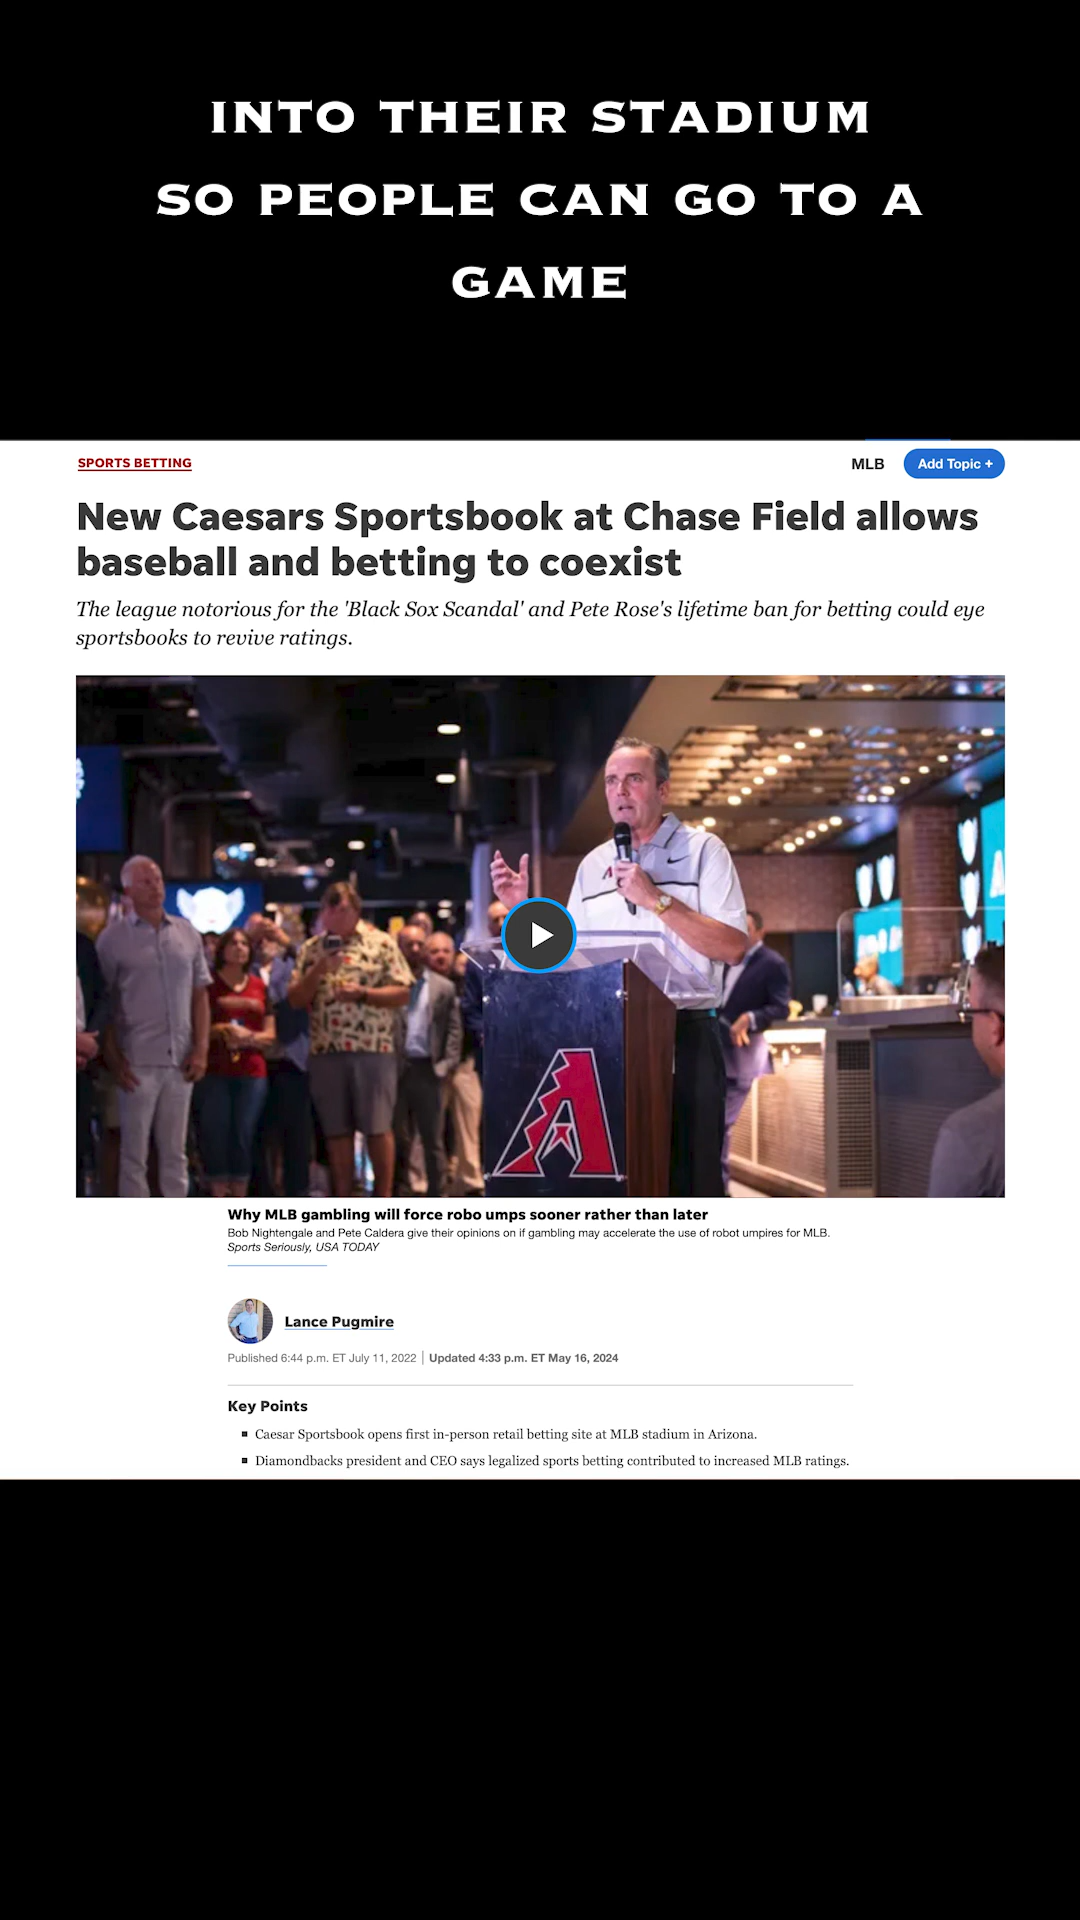 INTO THEIR STADIUM
SO PEOPLE CAN GO TO A
GAME
SPORTS BETTING
MLB
Add Topic +
New Caesars Sportsbook at Chase Field allows
baseball and betting to coexist
The league notorious for the 'Black Sox Scandal' and Pete Rose's lifetime ban for betting could eye
sportsbooks to revive ratings.
A
Why MLB gambling will force robo umps sooner rather than later
Bob Nightengale and Pete Caldera give their opinions on if gambling may accelerate the use of robot umpires for MLB.
Sports Seriously, USA TODAY
Lance Pugmire
Published 6:44 p.m. ET July 11, 2022 | Updated 4:33 p.m. ET May 16, 2024
Key Points
▪ Caesar Sportsbook opens first in-person retail betting site at MLB stadium in Arizona.
▪ Diamondbacks president and CEO says legalized sports betting contributed to increased MLB ratings.